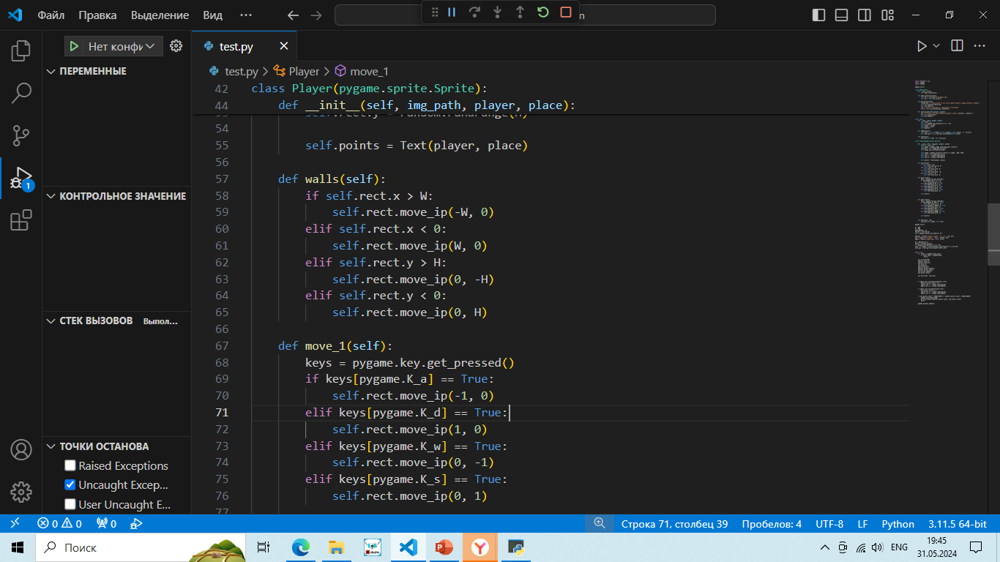 Файл Правка Выделение Вид ···
Нет конфи
test.py
ПЕРЕМЕННЫЕ
test.py > Player > move_1
42 class Player(pygame.sprite.Sprite):
44 def __init__(self, img_path, player, place):
54
55 self.points = Text(player, place)
56
57 def walls(self):
58 if self.rect.x > W:
59 self.rect.move_ip(-W, 0)
60 elif self.rect.x < 0:
61 self.rect.move_ip(W, 0)
62 elif self.rect.y > H:
63 self.rect.move_ip(0, -H)
64 elif self.rect.y < 0:
65 self.rect.move_ip(0, H)
66
67 def move_1(self):
68 keys = pygame.key.get_pressed()
69 if keys[pygame.K_a] == True:
70 self.rect.move_ip(-1, 0)
71 elif keys[pygame.K_d] == True:
72 self.rect.move_ip(1, 0)
73 elif keys[pygame.K_w] == True:
74 self.rect.move_ip(0, -1)
75 elif keys[pygame.K_s] == True:
76 self.rect.move_ip(0, 1)
77
1
КОНТРОЛЬНОЕ ЗНАЧЕНИЕ
СТЕК ВЫЗОВОВ Выпол...
ТОЧКИ ОСТАНОВА
Raised Exceptions
Uncaught Excep...
User Uncaught E...
0 0 0 Строка 71, столбец 39 Пробелов: 4 UTF-8 LF Python 3.11.5 64-bit
Поиск
ENG
19:45
31.05.2024